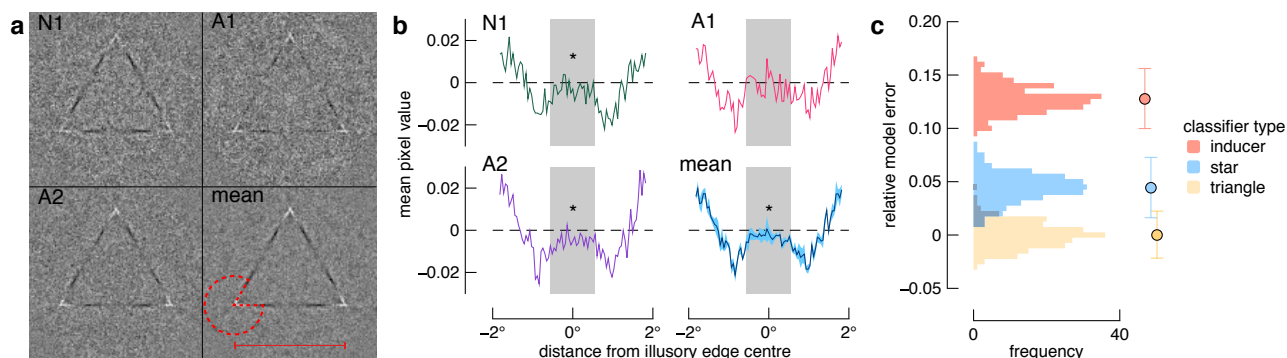 a
N1
A1
A2
mean
b
mean pixel value
N1
0.02
0
−0.02
*
A1
A2
0.02
0
−0.02
*
mean
*
−2° 0° 2° −2° 0° 2°
distance from illusory edge centre
c
relative model error
0.20
0.15
0.10
0.05
0
−0.05
0 40
frequency
classifier type
inducer
star
triangle